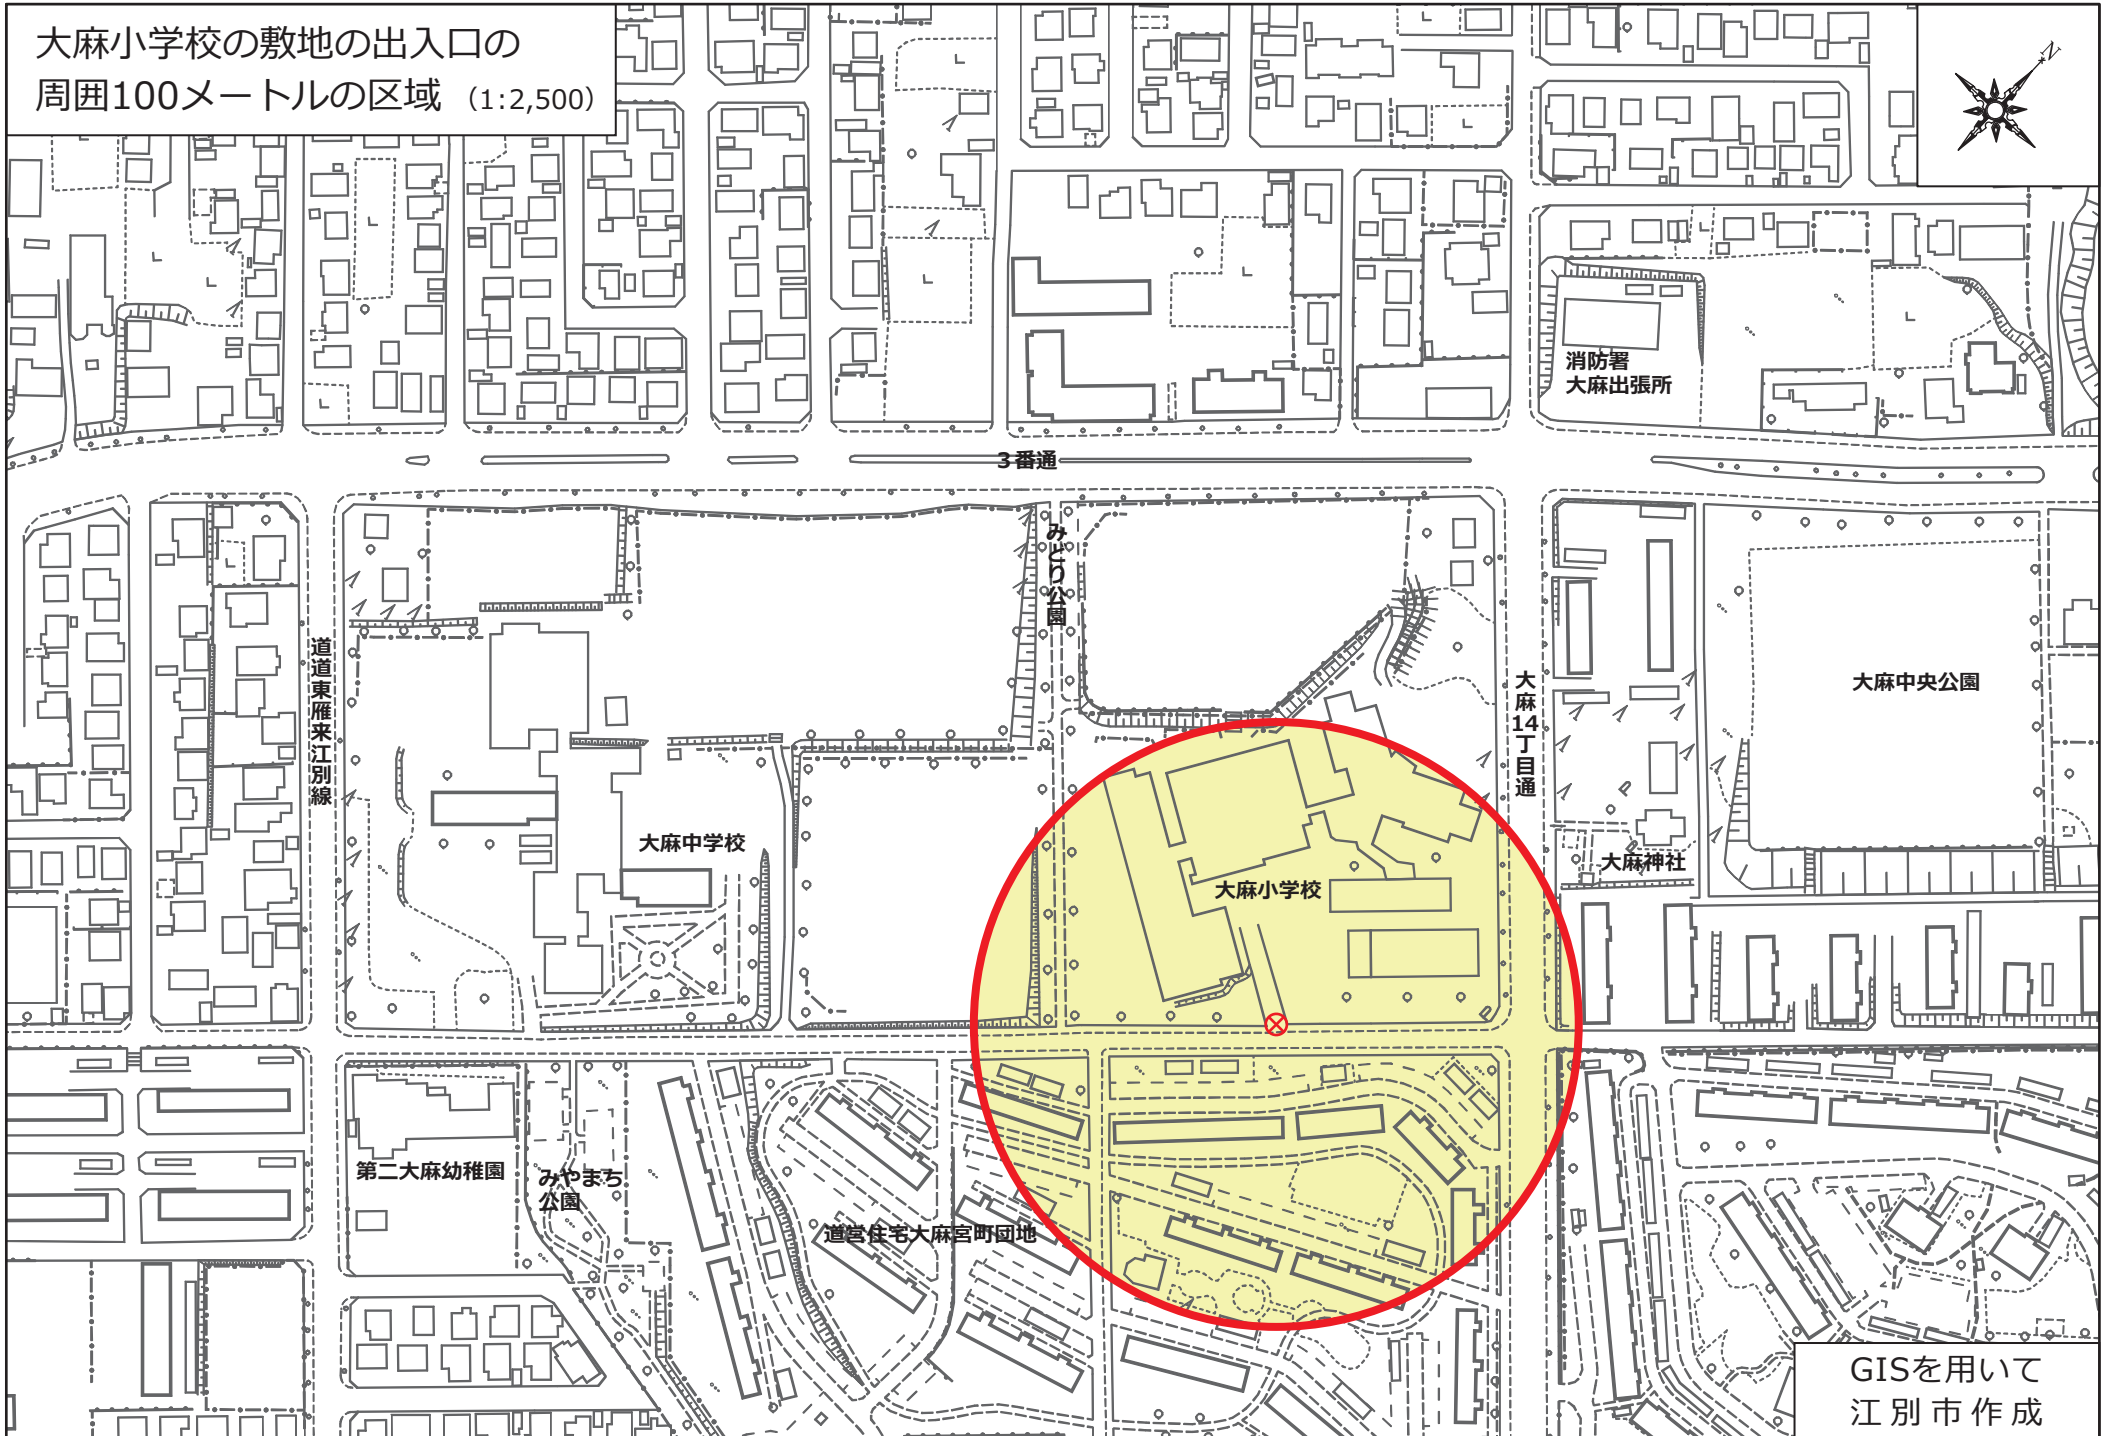 大麻小学校の敷地の出入口の
周囲100メートルの区域 （1:2,500）
N
消防署
大麻出張所
3番通
みどり公園
道道東雁来江別線
大麻14丁目通
大麻中央公園
大麻中学校
大麻神社
大麻小学校
第二大麻幼稚園
みやまち
公園
道営住宅大麻宮町団地
GISを用いて
江別市作成